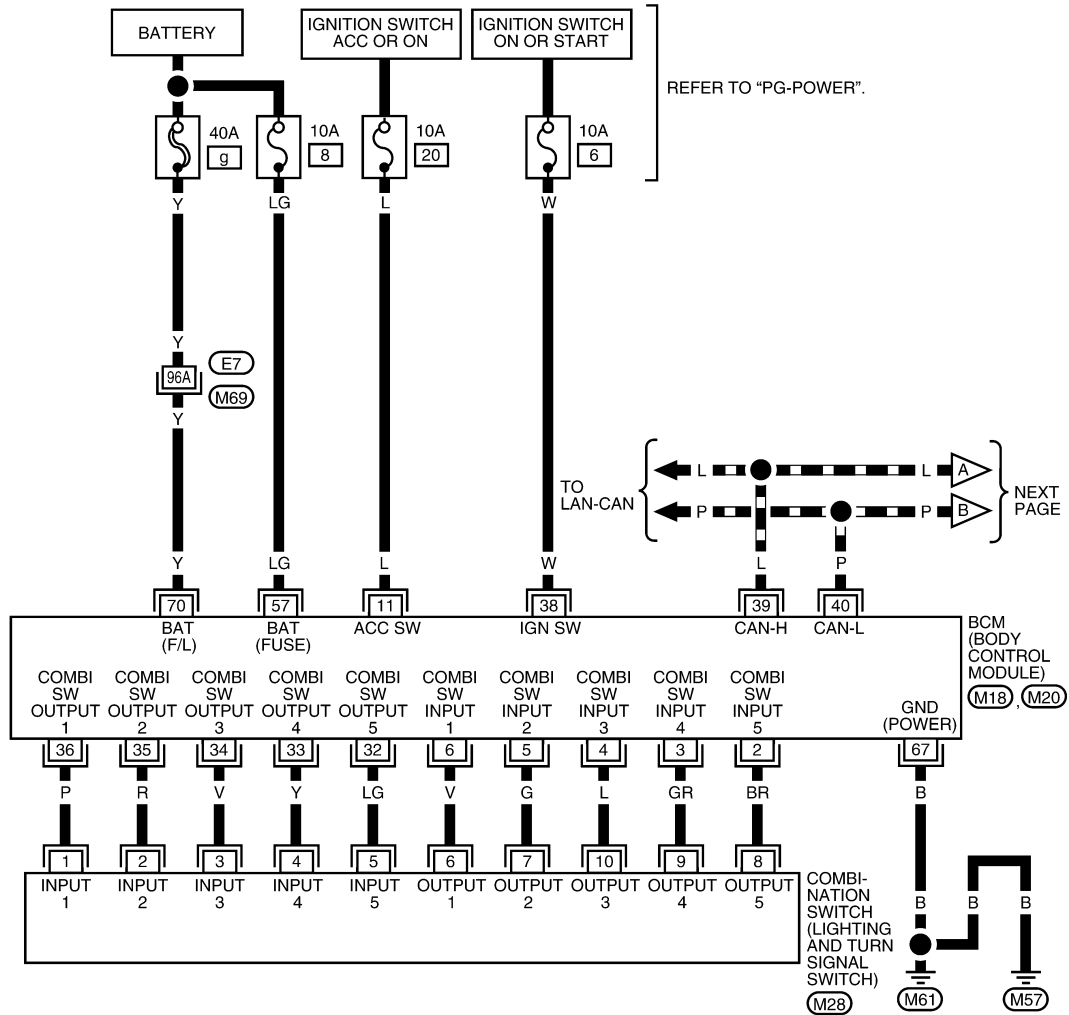 BATTERY
IGNITION SWITCH
ACC OR ON
IGNITION SWITCH
ON OR START
REFER TO “PG-POWER”.
40A
g
10A
8
10A
20
10A
6
Y
LG
L
W
Y
96A
E7
M69
Y
TO
LAN-CAN
L
L
A
P
P
B
NEXT
PAGE
Y
LG
L
W
L
P
70
57
11
38
39
40
BAT
(F/L)
BAT
(FUSE)
ACC SW
IGN SW
CAN-H
CAN-L
BCM
(BODY
CONTROL
MODULE)
M18 , M20
COMBI
SW
OUTPUT
1
COMBI
SW
OUTPUT
2
COMBI
SW
OUTPUT
3
COMBI
SW
OUTPUT
4
COMBI
SW
OUTPUT
5
COMBI
SW
INPUT
1
COMBI
SW
INPUT
2
COMBI
SW
INPUT
3
COMBI
SW
INPUT
4
COMBI
SW
INPUT
5
GND
(POWER)
36
35
34
33
32
6
5
4
3
2
67
P
R
V
Y
LG
V
G
L
GR
BR
B
1
2
3
4
5
6
7
10
9
8
INPUT
1
INPUT
2
INPUT
3
INPUT
4
INPUT
5
OUTPUT
1
OUTPUT
2
OUTPUT
3
OUTPUT
4
OUTPUT
5
COMBI-
NATION
SWITCH
(LIGHTING
AND TURN
SIGNAL
SWITCH)
M28
B
B
B
M61
M57